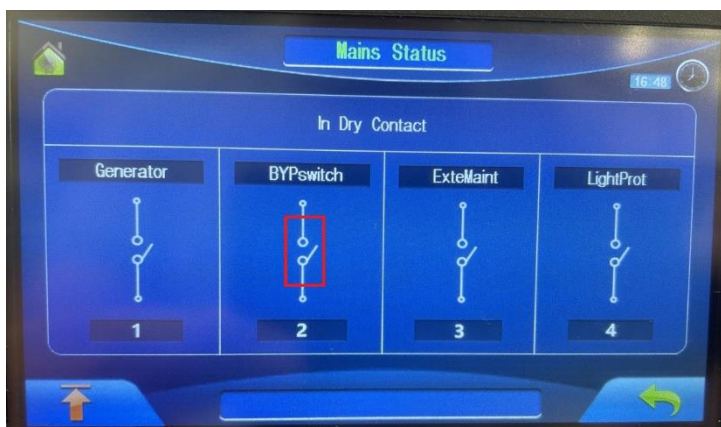 Mains Status
16:48
In Dry Contact
Generator
BYPswitch
ExteMaint
LightProt
1
2
3
4